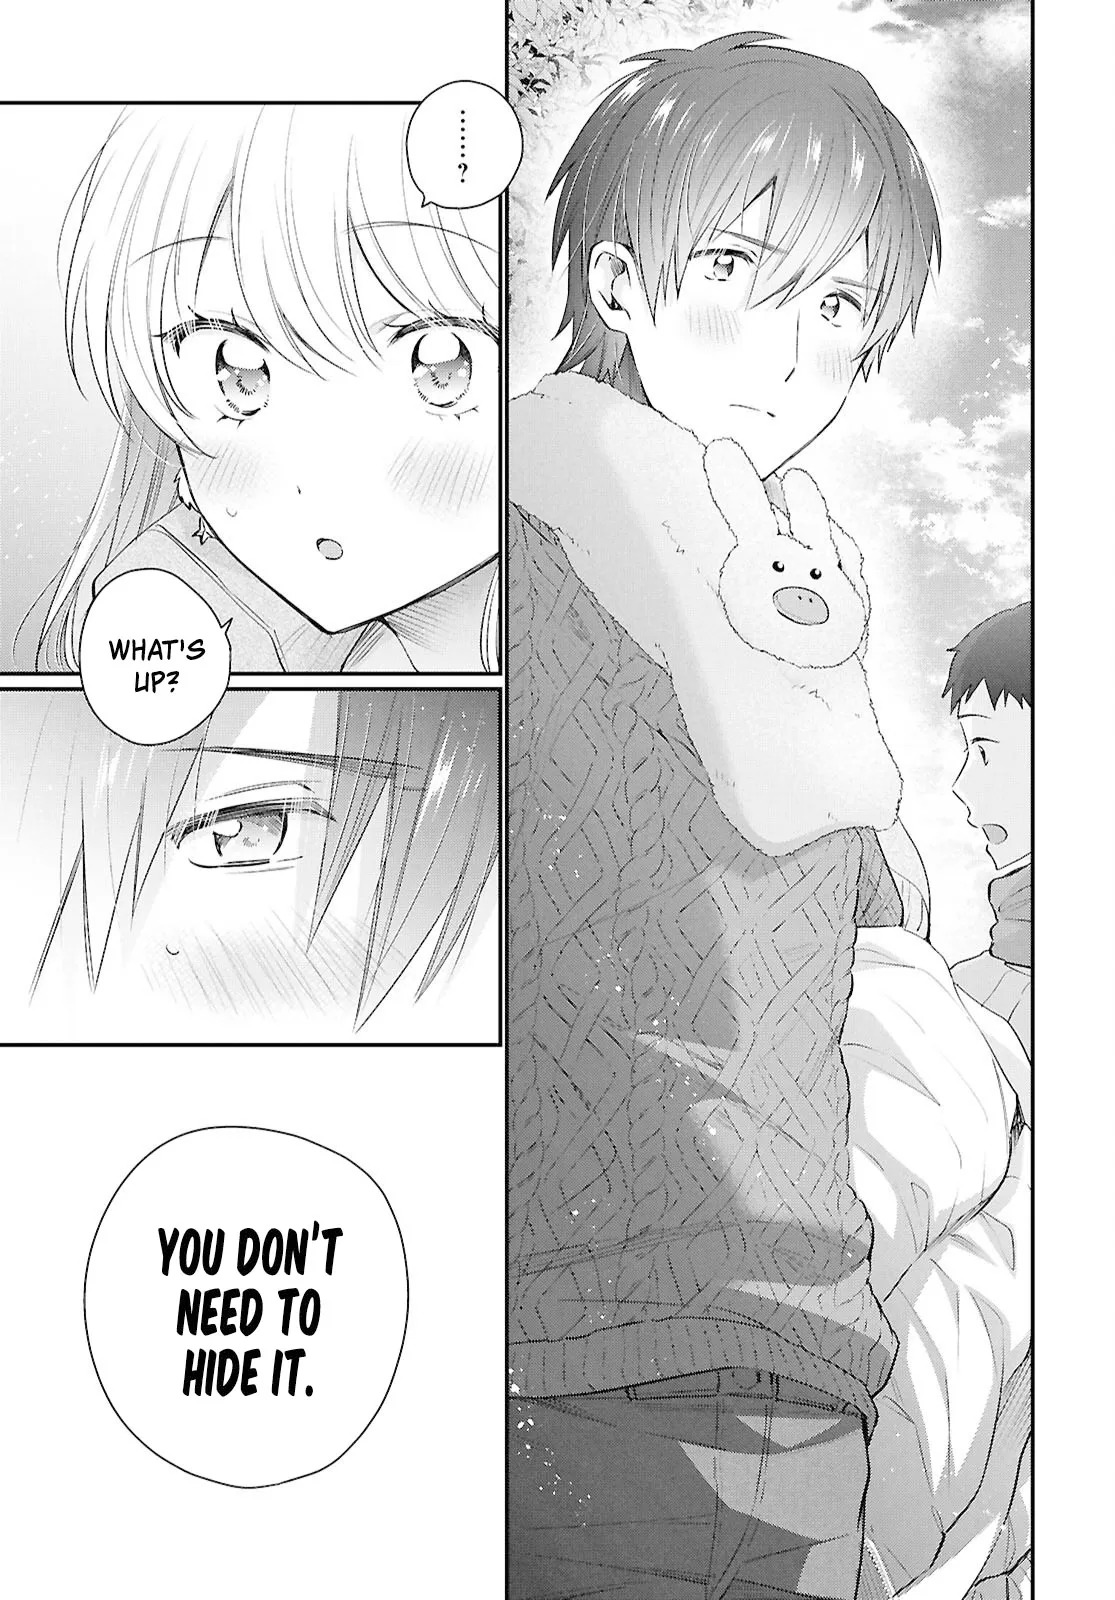 ......?
WHAT'S
UP?
YOU DON'T
NEED TO
HIDE IT.